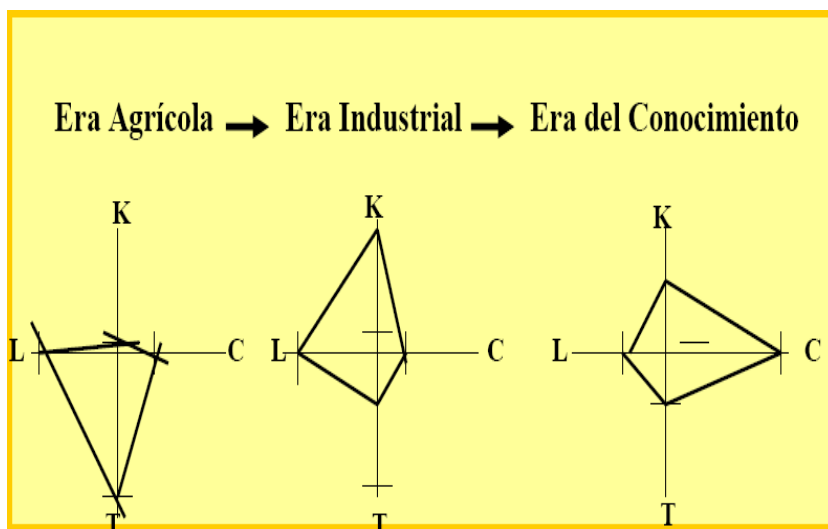 Era Agrícola → Era Industrial → Era del Conocimiento
K K K
L C L C L C
T T T